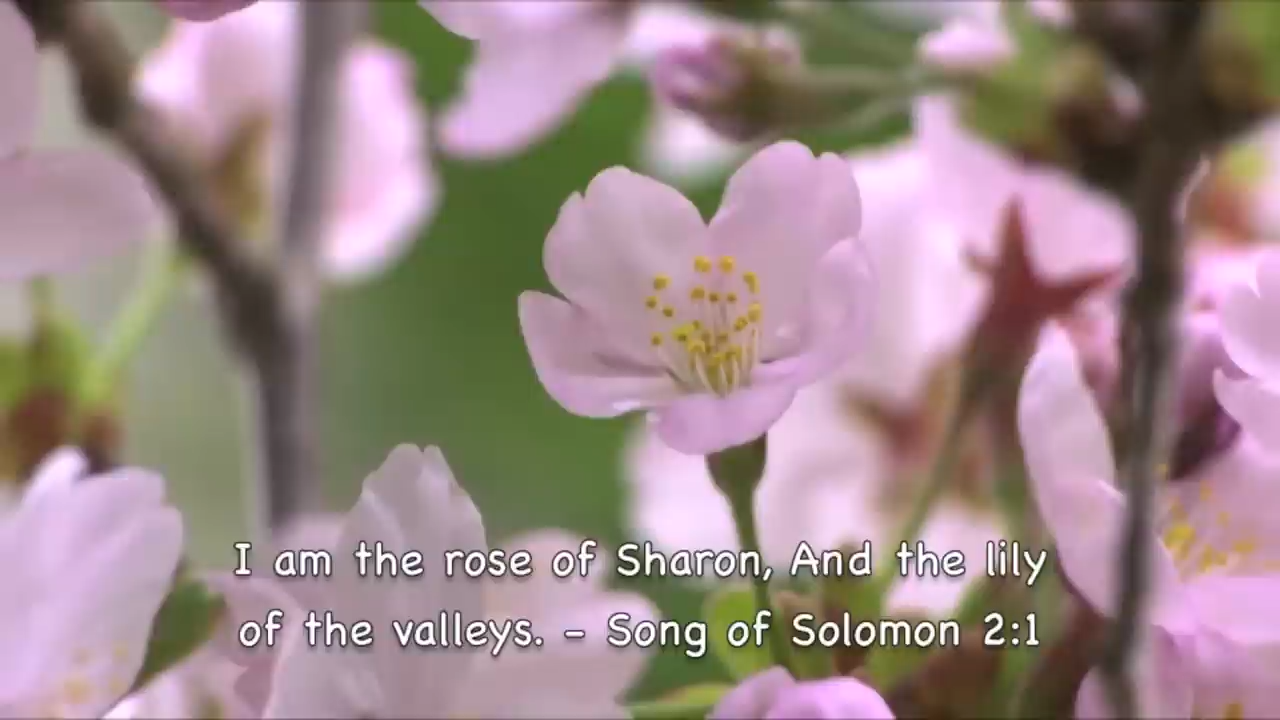 I am the rose of Sharon, And the lily
of the valleys. – Song of Solomon 2:1